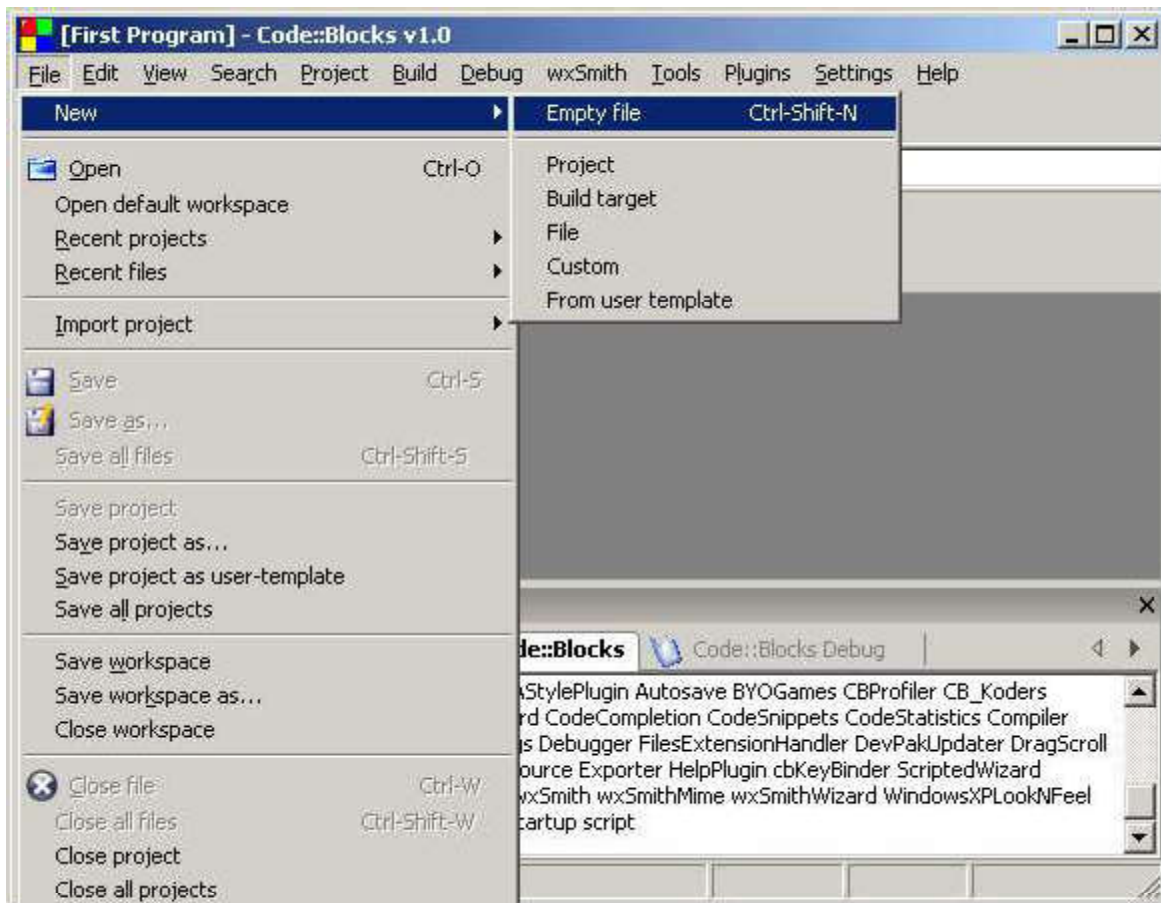 [First Program] - Code::Blocks v1.0
File Edit View Search Project Build Debug wxSmith Tools Plugins Settings Help
New
Empty file Ctrl-Shift-N
Open Ctrl-O
Open default workspace
Recent projects
Recent files
Import project
Save Ctrl-S
Save as...
Save all files Ctrl-Shift-S
Save project
Save project as...
Save project as user-template
Save all projects
Save workspace
Save workspace as...
Close workspace
Close file Ctrl-W
Close all files Ctrl-Shift-W
Close project
Close all projects
Project
Build target
File
Custom
From user template
de::Blocks Code::Blocks Debug
AStylePlugin Autosave BYOGames CBProfiler CB_Koders
rd CodeCompletion CodeSnippets CodeStatistics Compiler
gs Debugger FilesExtensionHandler DevPakUpdater DragScroll
ource Exporter HelpPlugin cbKeyBinder ScriptedWizard
wxSmith wxSmithMime wxSmithWizard WindowsXPLookNFeel
tartup script